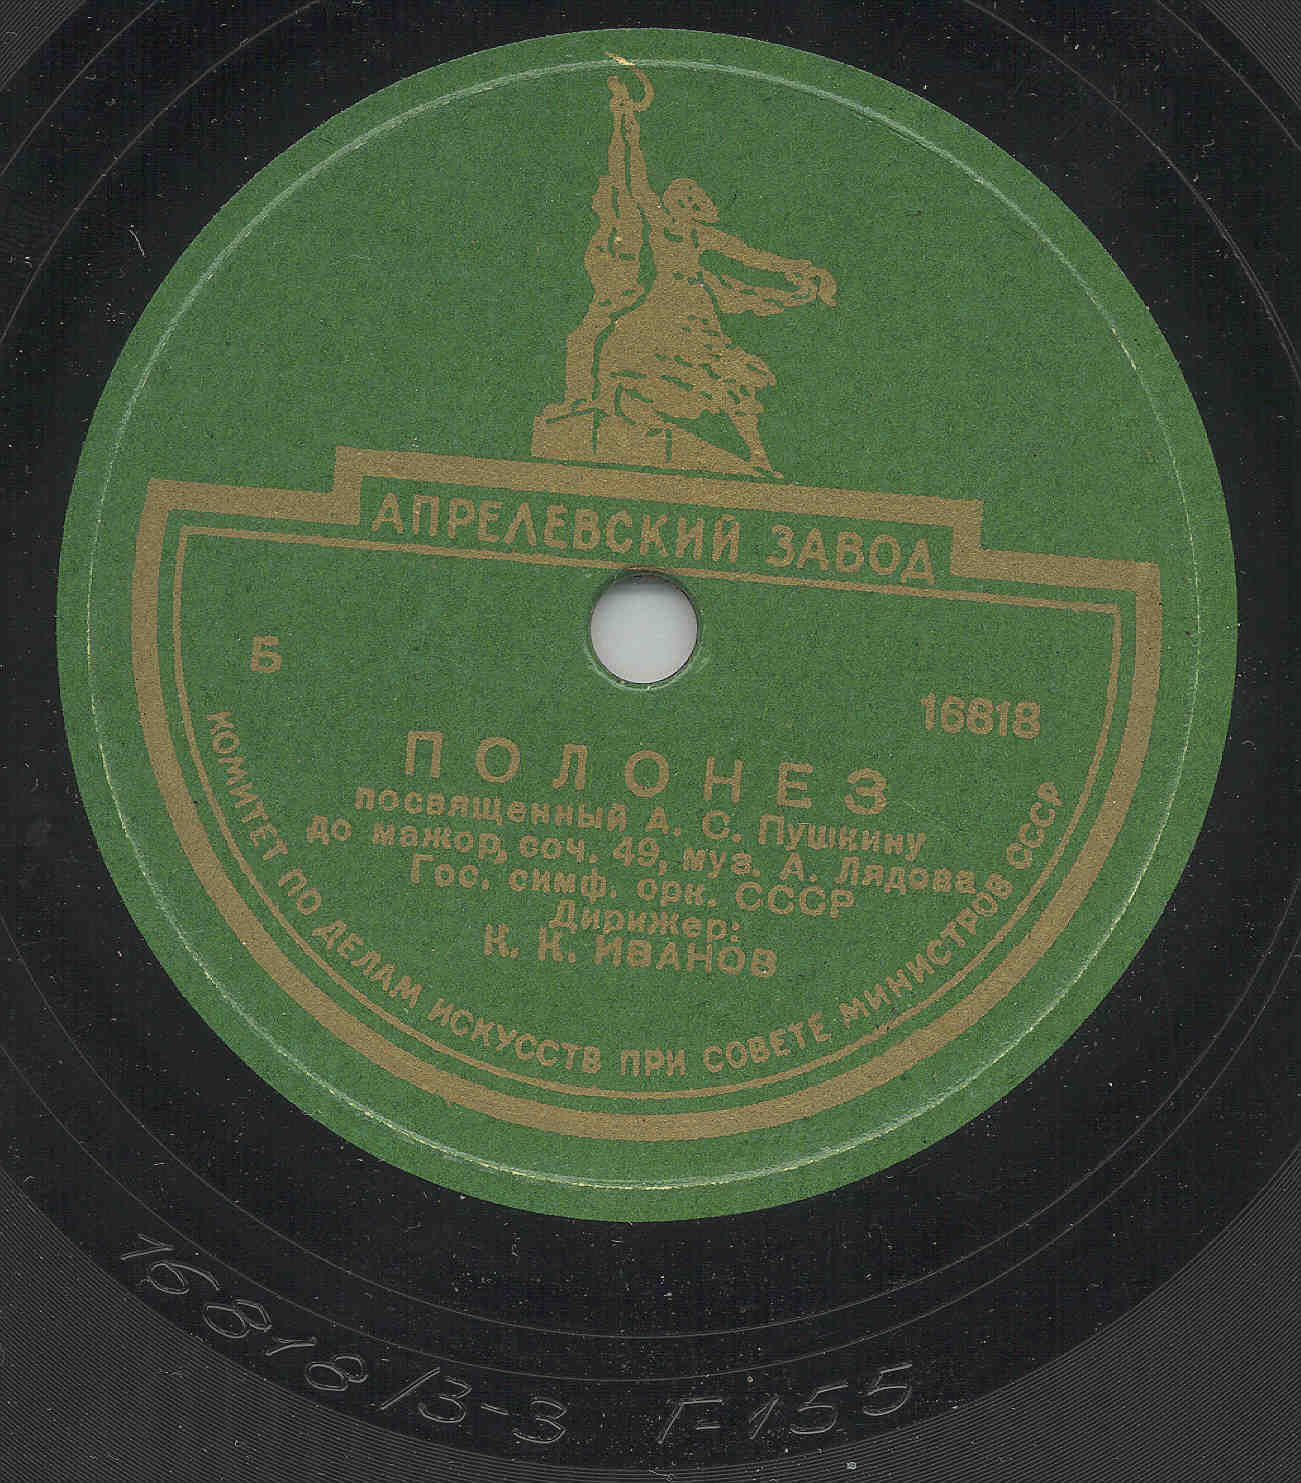 АПРЕЛЕВСКИЙ ЗАВОД
Б
16818
ПОЛОНЕЗ
посвященный А. С. Пушкину
до мажор, соч. 49, муз. А. Лядова
Гос. симф. орк. СССР
Дирижер:
К. К. ИВАНОВ
КОМИТЕТ ПО ДЕЛАМ ИСКУССТВ ПРИ СОВЕТЕ МИНИСТРОВ СССР
16818/3-3 Г-155